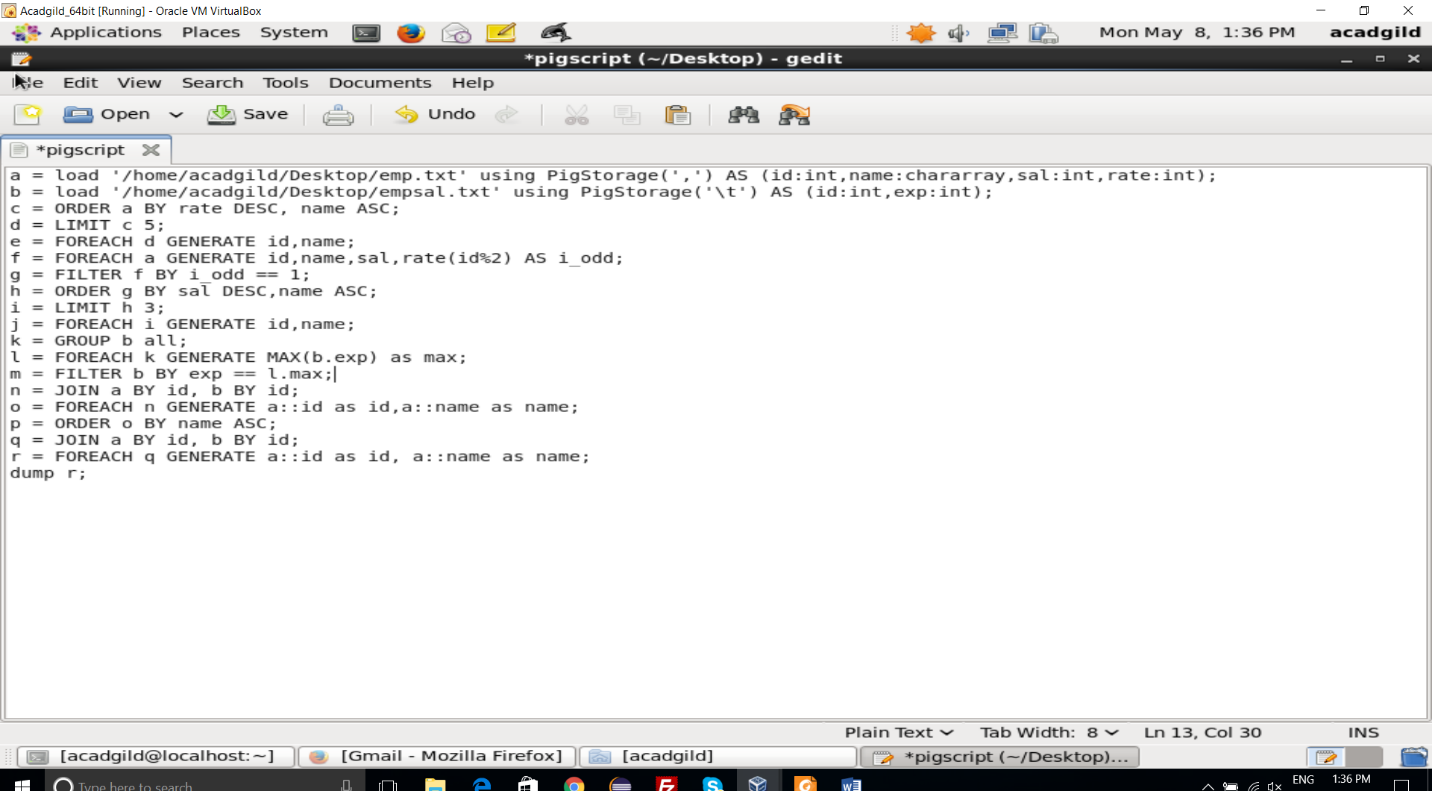 Acadgild_64bit [Running] - Oracle VM VirtualBox
Applications Places System Mon May 8, 1:36 PM acadgild
*pigscript (~/Desktop) - gedit
Edit View Search Tools Documents Help
Open Save Undo
*pigscript
a = load '/home/acadgild/Desktop/emp.txt' using PigStorage(',') AS (id:int,name:chararray,sal:int,rate:int);
b = load '/home/acadgild/Desktop/empsal.txt' using PigStorage('\t') AS (id:int,exp:int);
c = ORDER a BY rate DESC, name ASC;
d = LIMIT c 5;
e = FOREACH d GENERATE id,name;
f = FOREACH a GENERATE id,name,sal,rate(id%2) AS i_odd;
g = FILTER f BY i_odd == 1;
h = ORDER g BY sal DESC,name ASC;
i = LIMIT h 3;
j = FOREACH i GENERATE id,name;
k = GROUP b all;
l = FOREACH k GENERATE MAX(b.exp) as max;
m = FILTER b BY exp == l.max;
n = JOIN a BY id, b BY id;
o = FOREACH n GENERATE a::id as id,a::name as name;
p = ORDER o BY name ASC;
q = JOIN a BY id, b BY id;
r = FOREACH q GENERATE a::id as id, a::name as name;
dump r;
Plain Text Tab Width: 8 Ln 13, Col 30 INS
[acadgild@localhost:~] [Gmail - Mozilla Firefox] [acadgild] *pigscript (~/Desktop)...
Type here to search ENG 1:36 PM